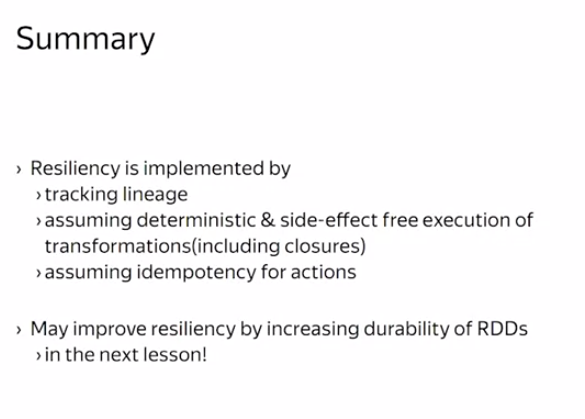 Summary
› Resiliency is implemented by
› tracking lineage
› assuming deterministic & side-effect free execution of
transformations(including closures)
› assuming idempotency for actions
› May improve resiliency by increasing durability of RDDs
› in the next lesson!